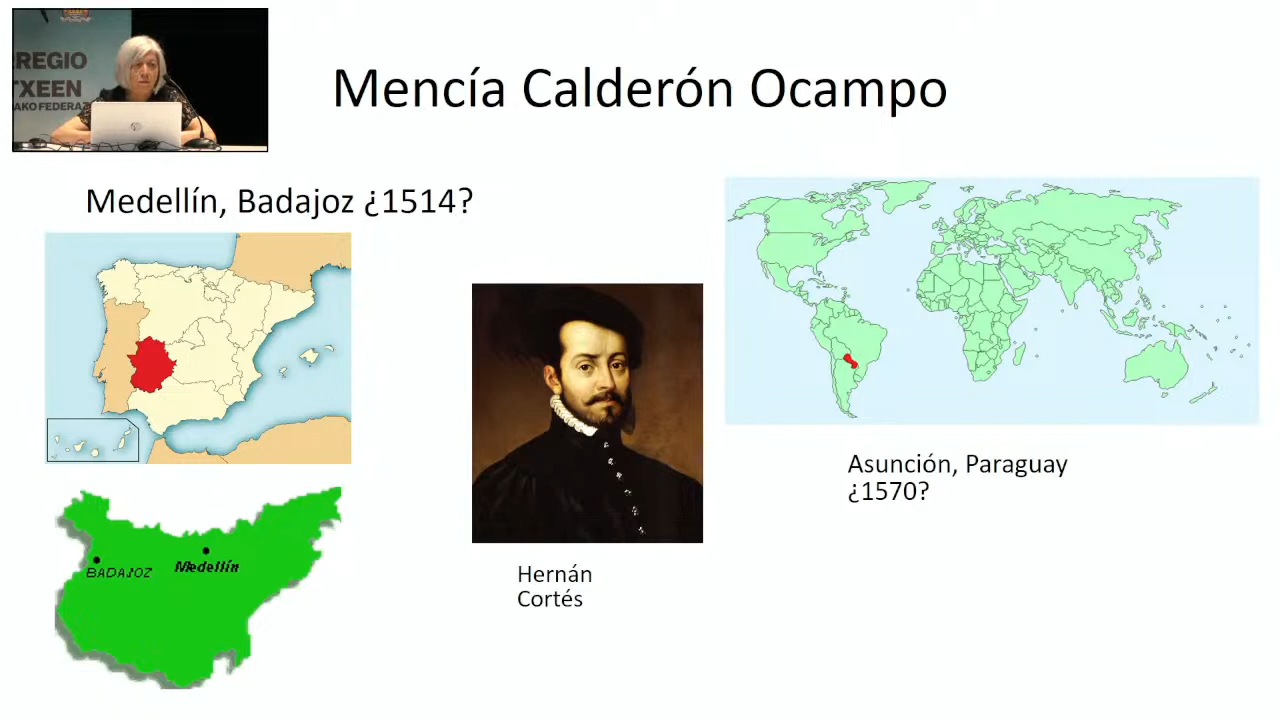 REGIO
TXEEN
AKO FEDERAZ
Mencía Calderón Ocampo
Medellín, Badajoz ¿1514?
BADAJOZ
Medellín
Hernán
Cortés
Asunción, Paraguay
¿1570?